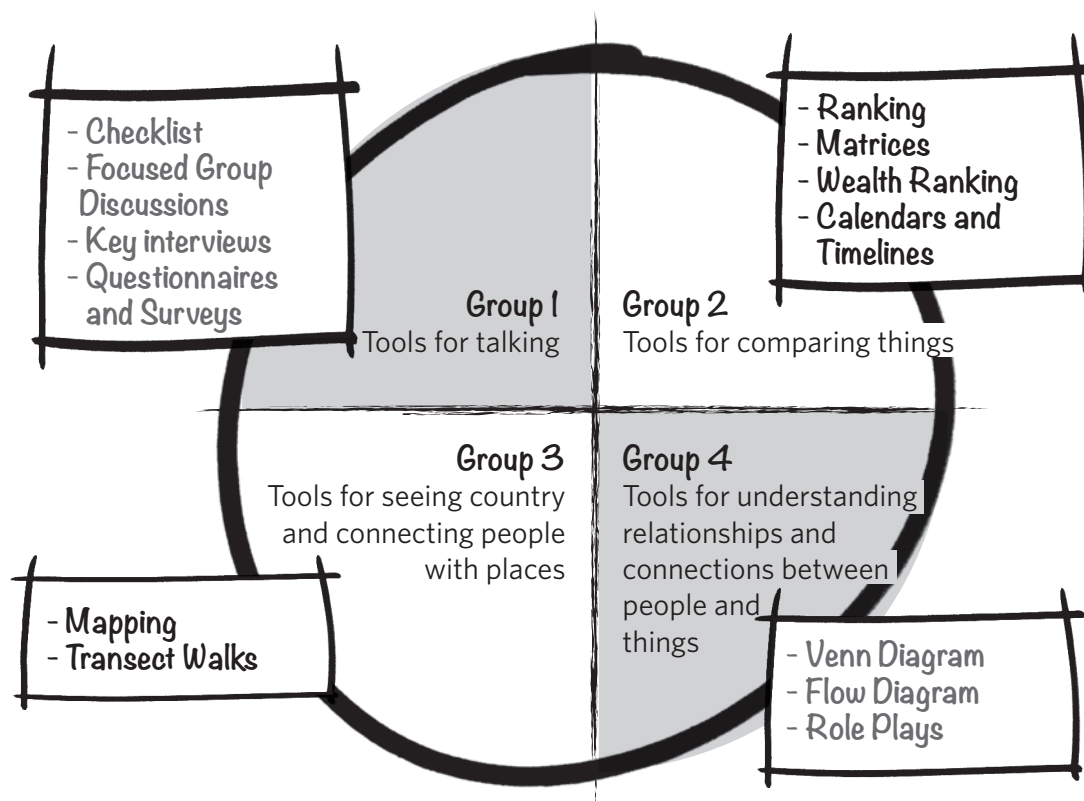 - Checklist
- Focused Group
Discussions
- Key interviews
- Questionnaires
and Surveys
- Ranking
- Matrices
- Wealth Ranking
- Calendars and
Timelines
Group 1
Tools for talking
Group 2
Tools for comparing things
Group 3
Tools for seeing country
and connecting people
with places
Group 4
Tools for understanding
relationships and
connections between
people and
things
- Mapping
- Transect Walks
- Venn Diagram
- Flow Diagram
- Role Plays